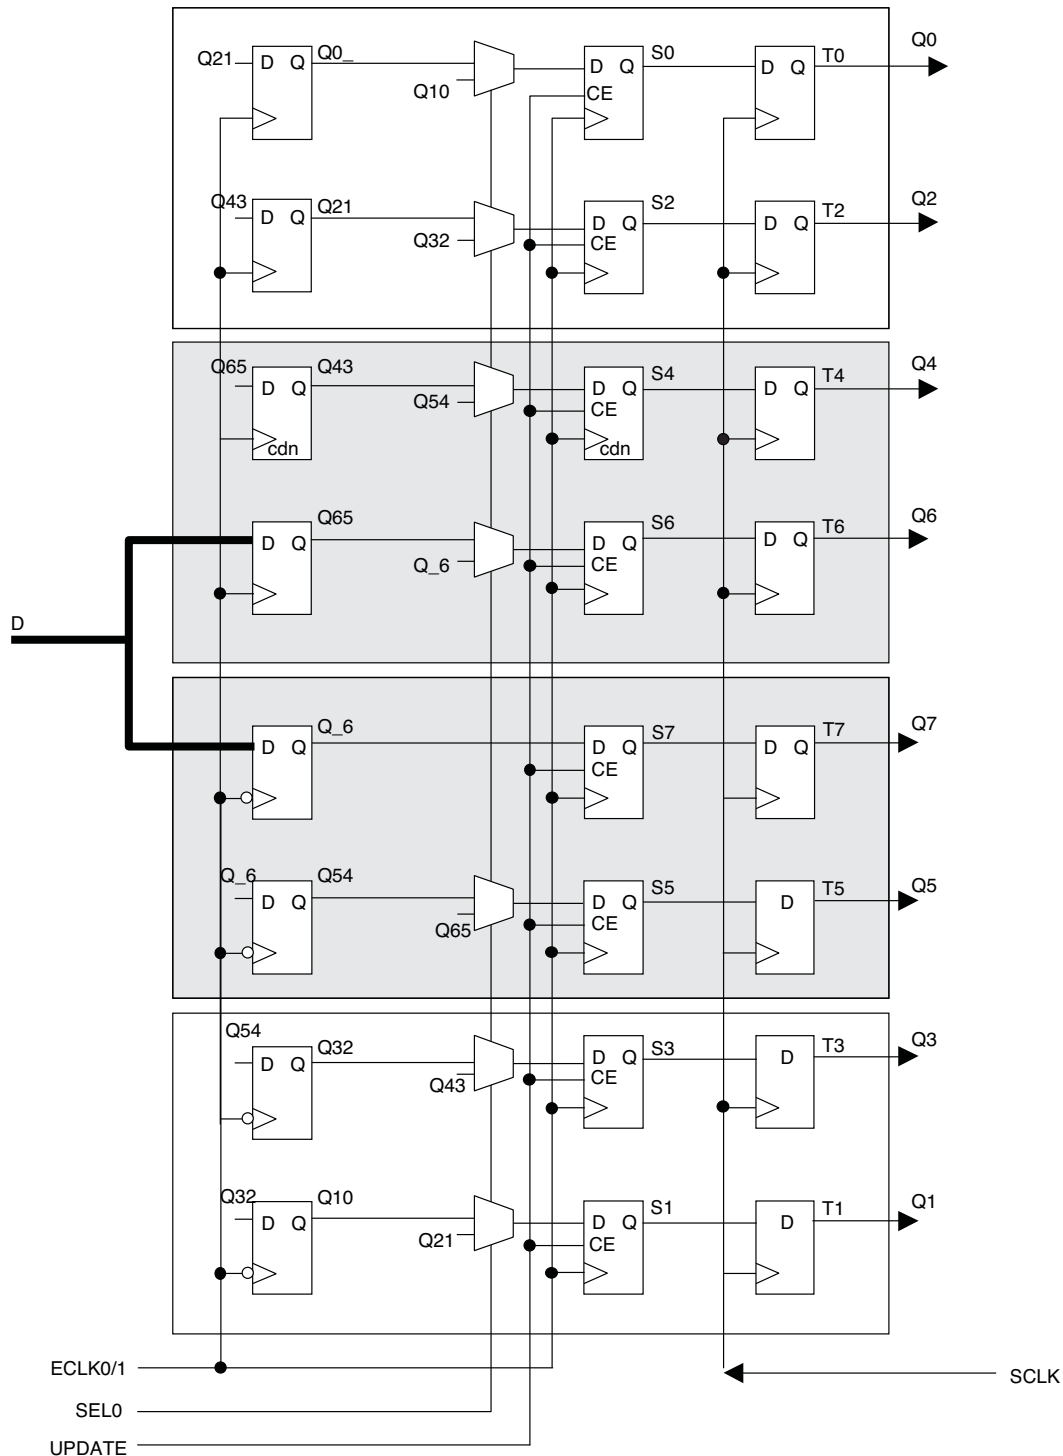 Q21 D Q Q0_ Q10 D Q CE S0 D Q T0 Q0
Q43 D Q Q21 Q32 D Q CE S2 D Q T2 Q2
Q65 D Q cdn Q43 Q54 D Q CE cdn S4 D Q T4 Q4
D Q Q65 Q_6 D Q CE S6 D Q T6 Q6
D
D Q Q_6 D Q CE S7 D Q T7 Q7
Q_6 D Q Q54 Q65 D Q CE S5 D T5 Q5
Q54 D Q Q32 Q43 D Q CE S3 D T3 Q3
Q32 D Q Q10 Q21 D Q CE S1 D T1 Q1
ECLK0/1
SCLK
SEL0
UPDATE